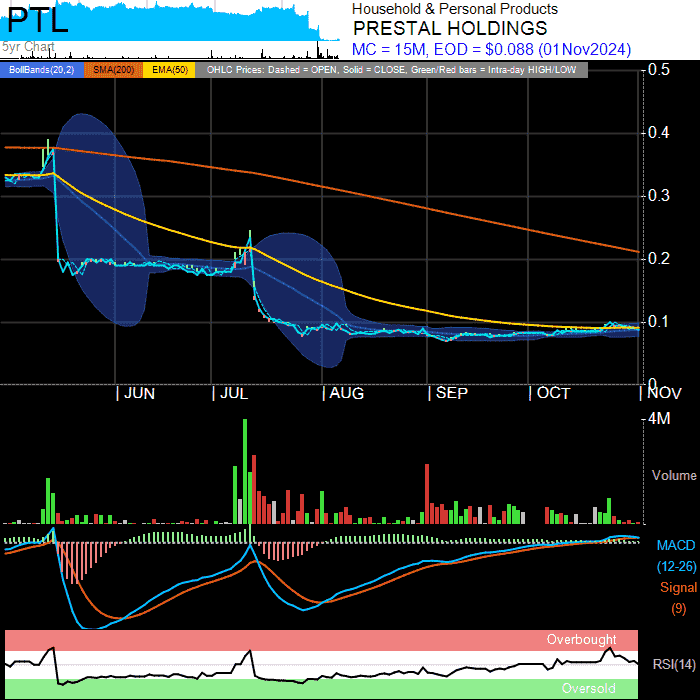 PTL
Household & Personal Products
PRESTAL HOLDINGS
5yr Chart
MC = 15M, EOD = $0.088 (01Nov2024)
BollBands(20,2) SMA(200) EMA(50) OHLC Prices: Dashed = OPEN, Solid = CLOSE, Green/Red bars = Intra-day HIGH/LOW
0.5
0.4
0.3
0.2
0.1
0
| JUN | JUL | AUG | SEP | OCT | NOV
4M
Volume
MACD
(12-26)
Signal
(9)
Overbought
RSI(14)
Oversold